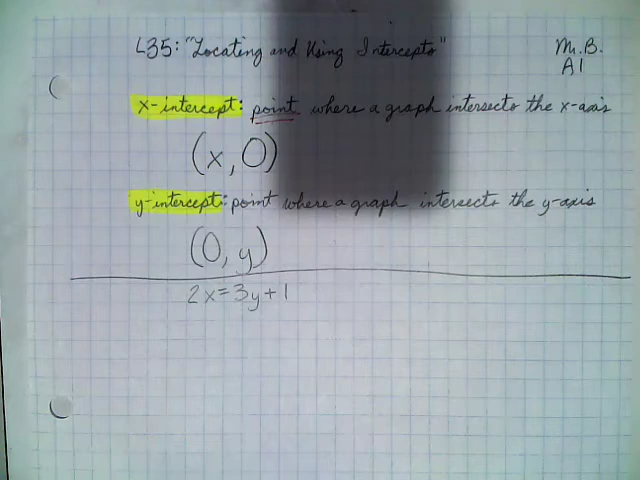 L35: "Locating and Using Intercepts"
Mr. B.
A1
x-intercept: point where a graph intersects the x-axis
(x, 0)
y-intercept: point where a graph intersects the y-axis
(0, y)
2x=3y+1